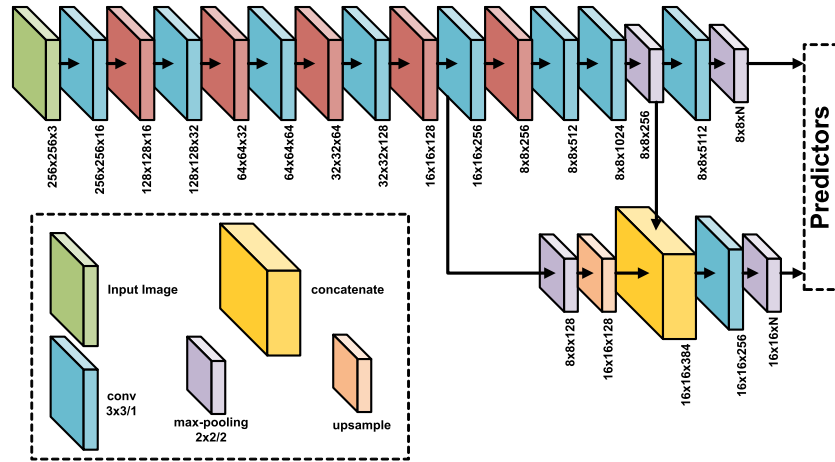 256x256x3
256x256x16
128x128x16
128x128x32
64x64x32
64x64x64
32x32x64
32x32x128
16x16x128
16x16x256
8x8x256
8x8x512
8x8x1024
8x8x256
8x8x5112
8x8xN
Predictors
8x8x128
16x16x128
16x16x384
16x16x256
16x16xN
Input Image
concatenate
conv
3x3/1
max-pooling
2x2/2
upsample